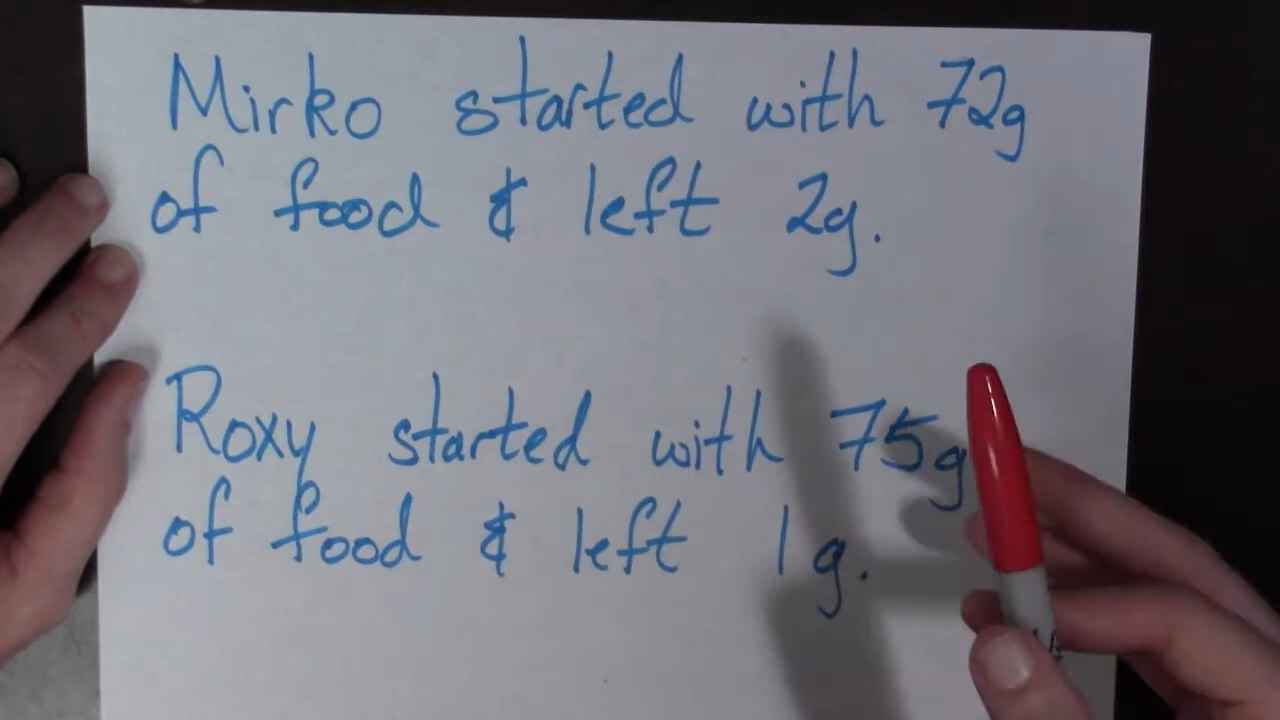 Mirko started with 72g
of food & left 2g.
Roxy started with 75g
of food & left 1g.